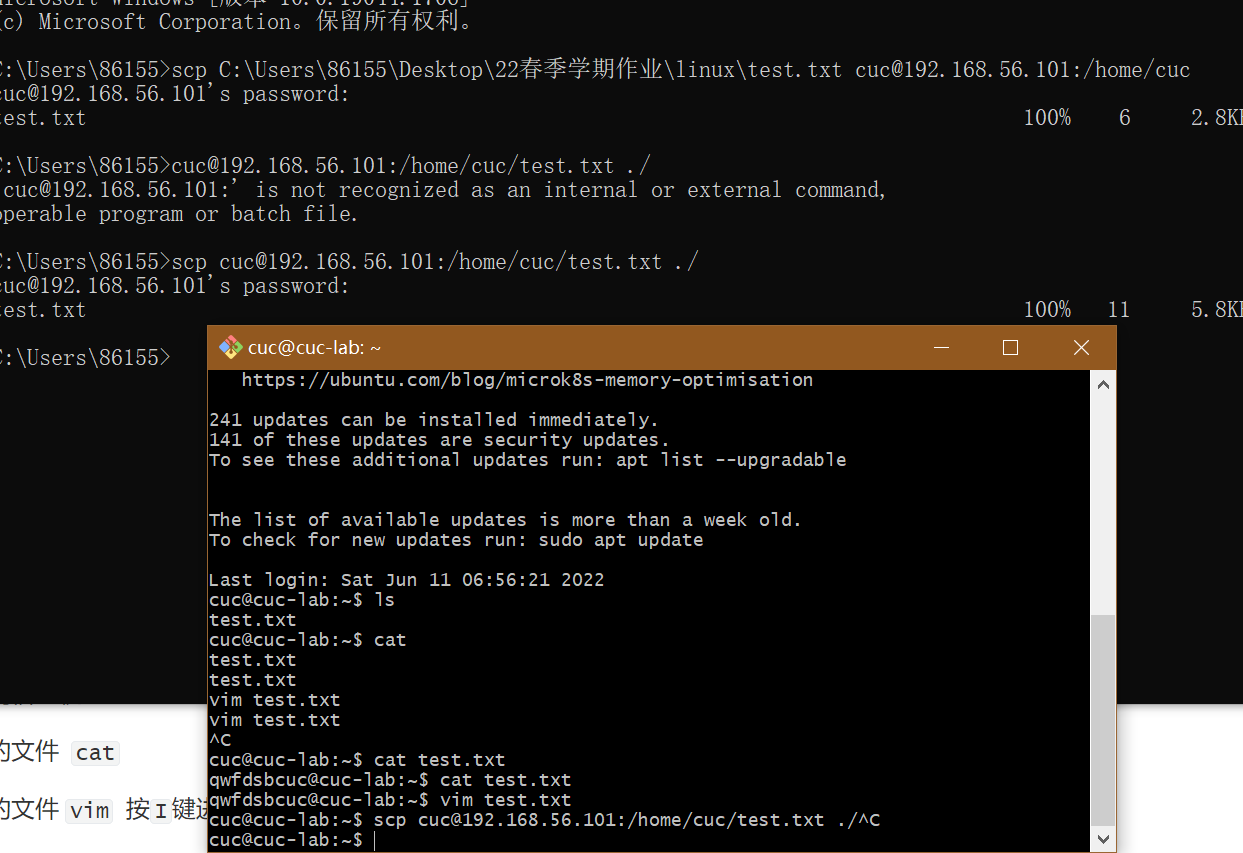 Microsoft Windows [版本 10.0.19044.1706]
(c) Microsoft Corporation。保留所有权利。
C:\Users\86155>scp C:\Users\86155\Desktop\22春季学期作业\linux\test.txt cuc@192.168.56.101:/home/cuc
cuc@192.168.56.101's password:
test.txt 100% 6 2.8K
C:\Users\86155>cuc@192.168.56.101:/home/cuc/test.txt ./
'cuc@192.168.56.101:' is not recognized as an internal or external command,
operable program or batch file.
C:\Users\86155>scp cuc@192.168.56.101:/home/cuc/test.txt ./
cuc@192.168.56.101's password:
test.txt 100% 11 5.8K
C:\Users\86155>
cuc@cuc-lab: ~
https://ubuntu.com/blog/microk8s-memory-optimisation
241 updates can be installed immediately.
141 of these updates are security updates.
To see these additional updates run: apt list --upgradable
The list of available updates is more than a week old.
To check for new updates run: sudo apt update
Last login: Sat Jun 11 06:56:21 2022
cuc@cuc-lab:~$ ls
test.txt
cuc@cuc-lab:~$ cat
test.txt
test.txt
vim test.txt
vim test.txt
^C
cuc@cuc-lab:~$ cat test.txt
qwfdsbcuc@cuc-lab:~$ cat test.txt
qwfdsbcuc@cuc-lab:~$ vim test.txt
cuc@cuc-lab:~$ scp cuc@192.168.56.101:/home/cuc/test.txt ./^C
cuc@cuc-lab:~$
的文件 cat
的文件 vim 按I键进